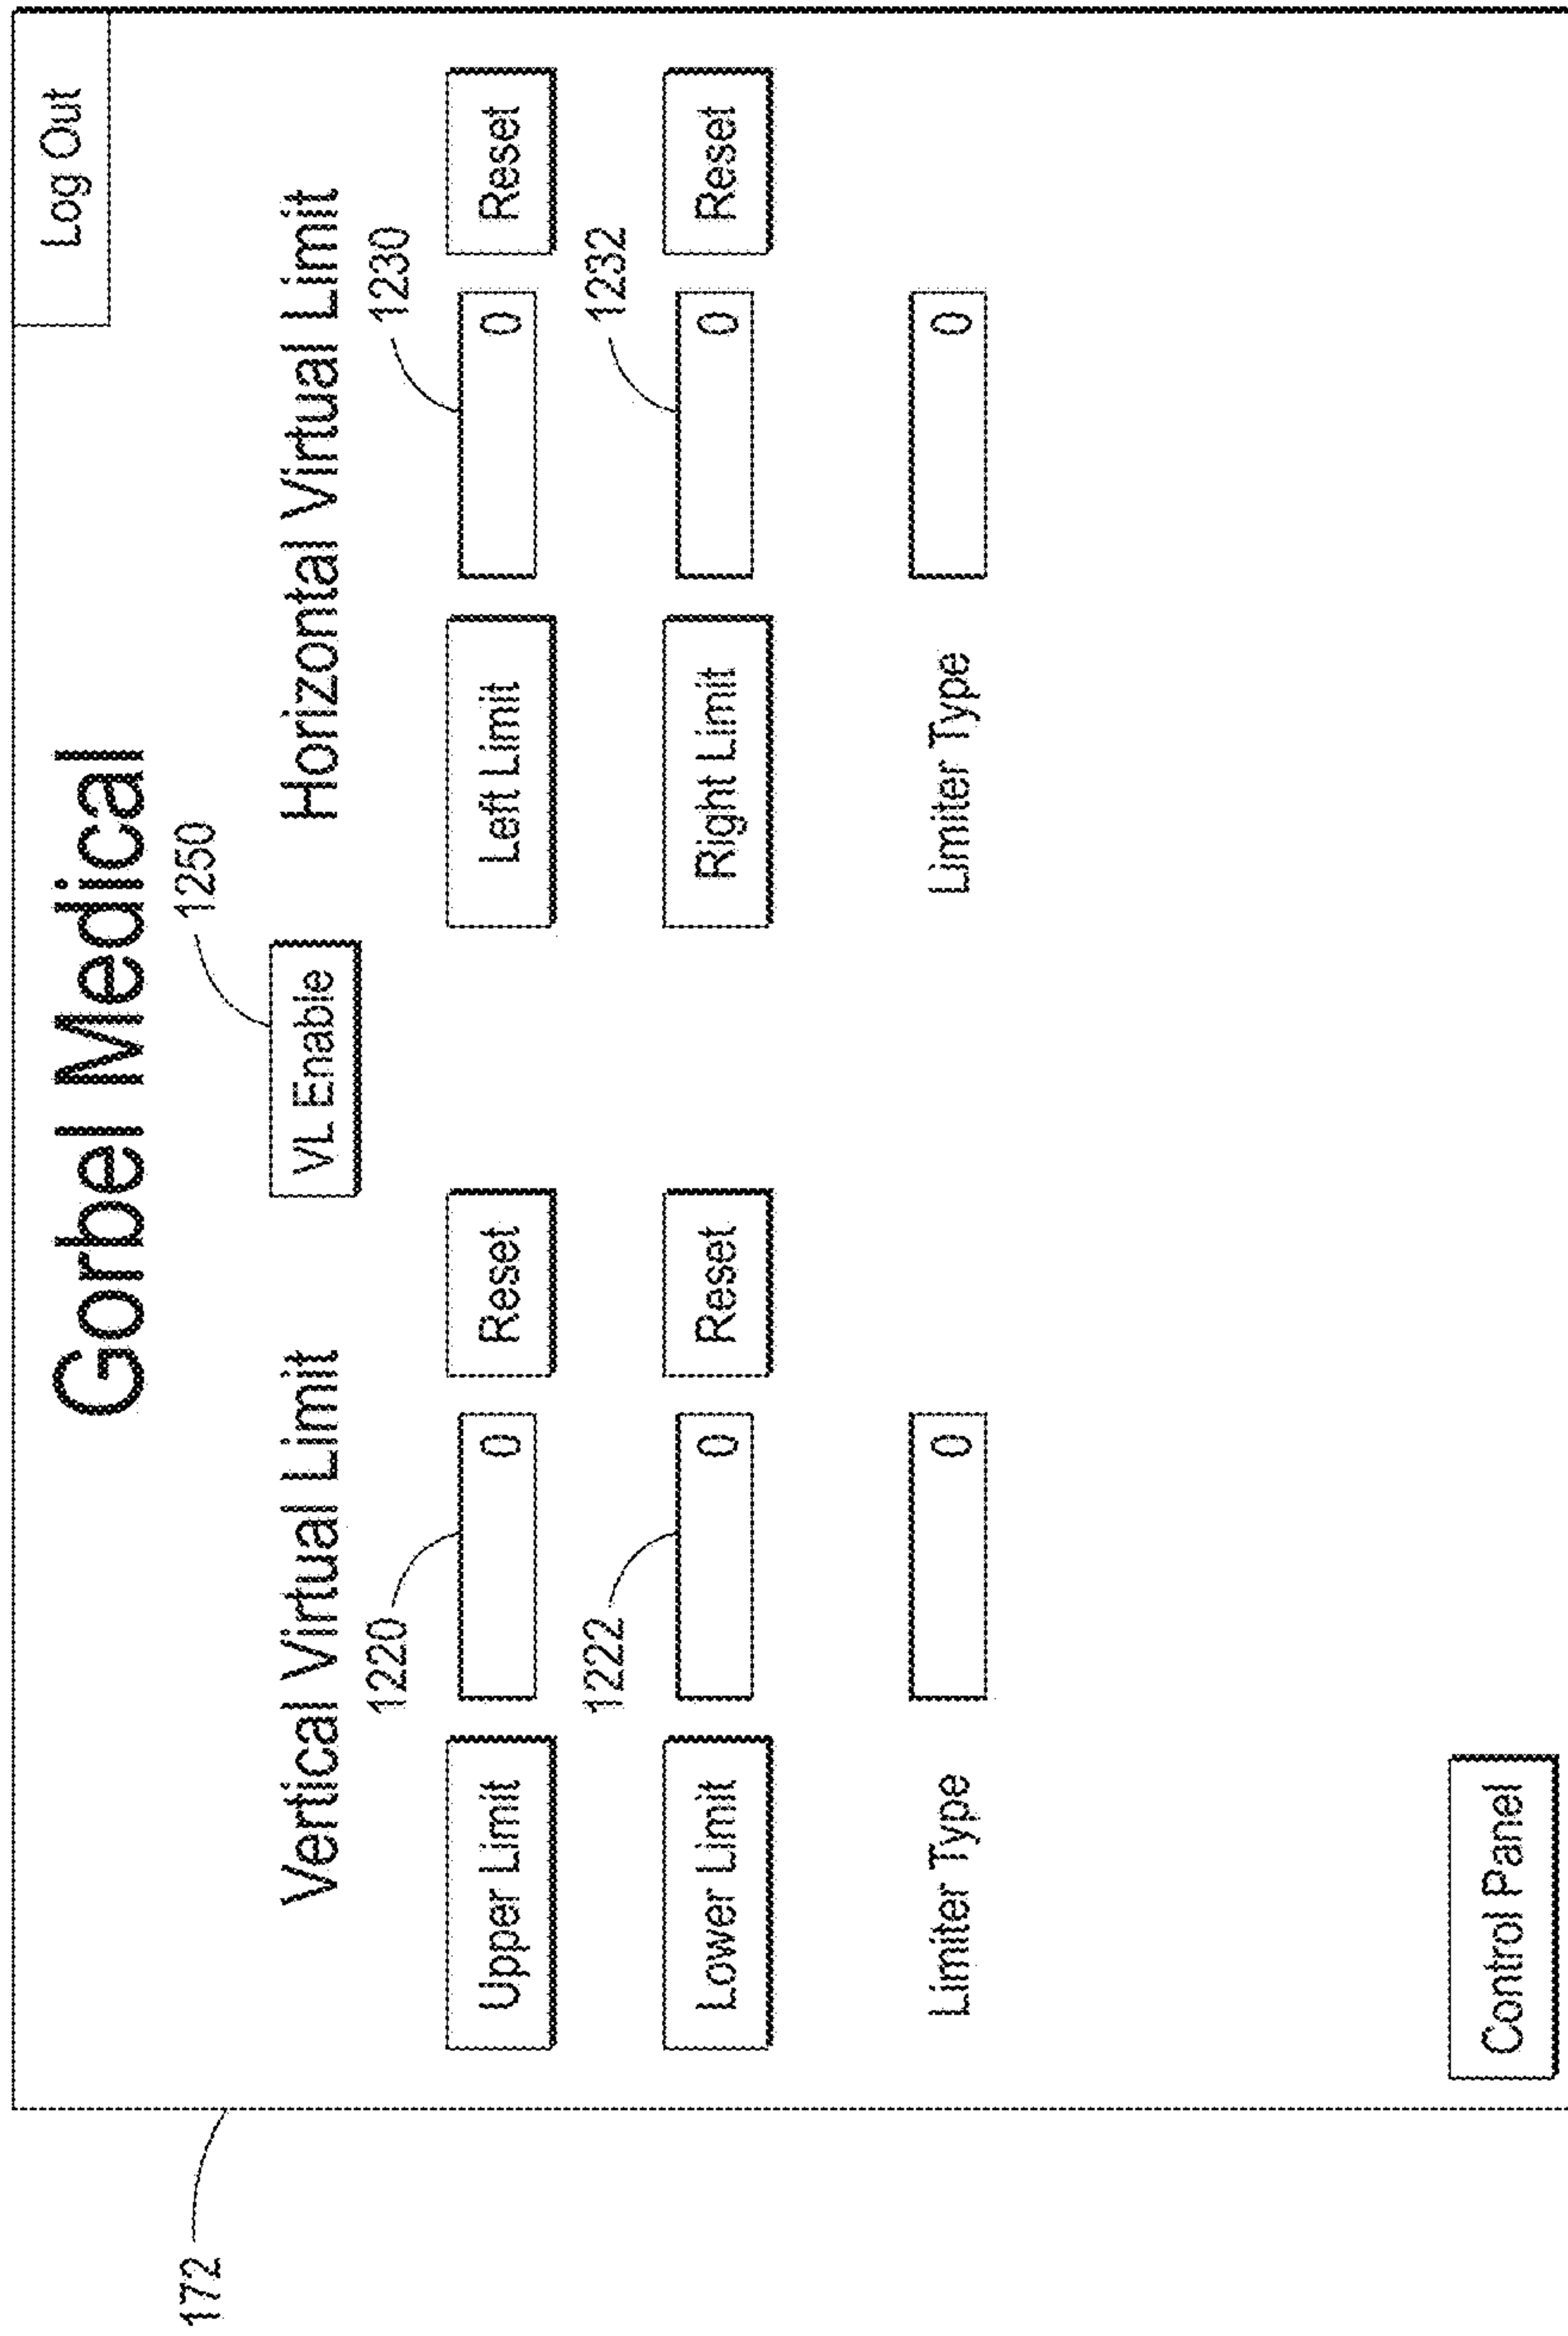 Log Out
Gorbel Medical
1250
Vertical Virtual Limit
VL Enable
Horizontal Virtual Limit
1220
1230
Upper Limit
0
Reset
Left Limit
0
Reset
1222
1232
Lower Limit
0
Reset
Right Limit
0
Reset
Limiter Type
0
Limiter Type
0
Control Panel
172